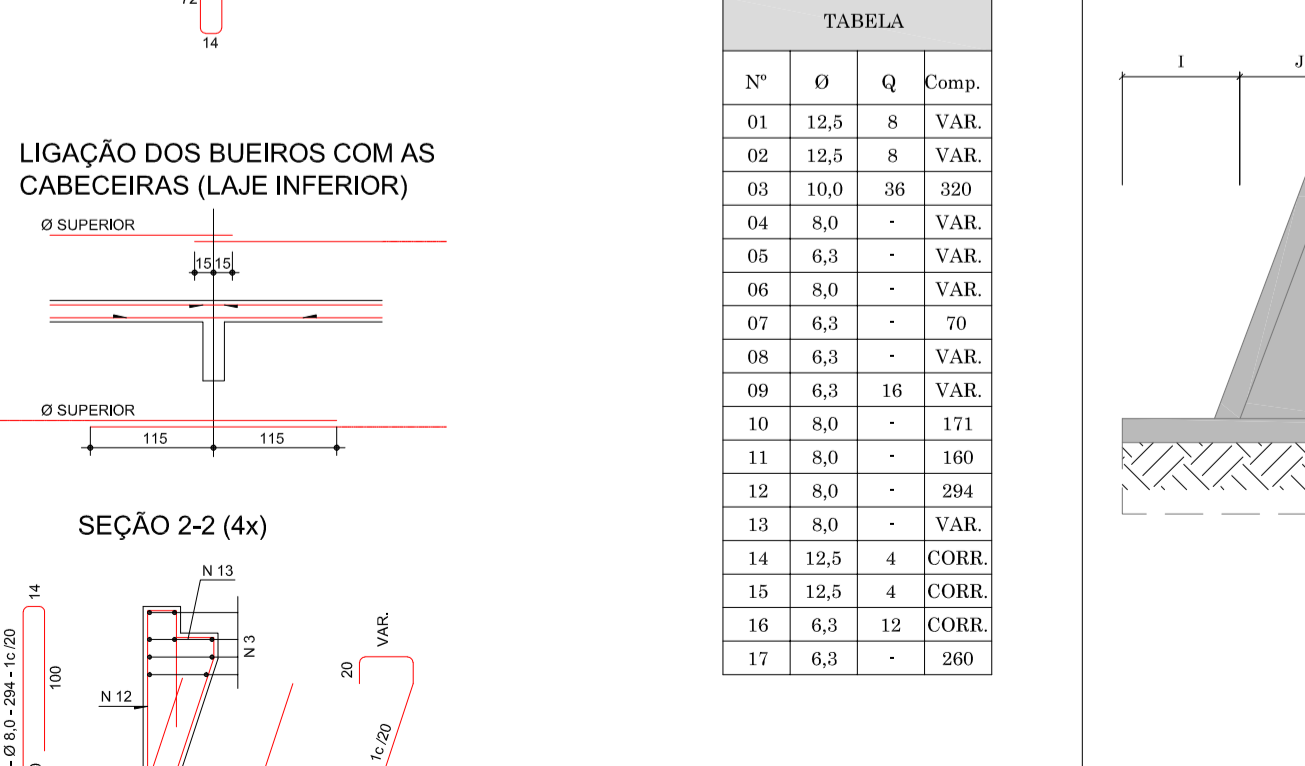 72
14
LIGAÇÃO DOS BUEIROS COM AS
CABECEIRAS (LAJE INFERIOR)
Ø SUPERIOR
15 15
Ø SUPERIOR
115 115
SEÇÃO 2-2 (4x)
14
100
- Ø 8,0 - 294 - 1c /20
N 13
N 3
N 12
20
VAR.
1c /20
TABELA
Nº Ø Q Comp.
01 12,5 8 VAR.
02 12,5 8 VAR.
03 10,0 36 320
04 8,0 - VAR.
05 6,3 - VAR.
06 8,0 - VAR.
07 6,3 - 70
08 6,3 - VAR.
09 6,3 16 VAR.
10 8,0 - 171
11 8,0 - 160
12 8,0 - 294
13 8,0 - VAR.
14 12,5 4 CORR.
15 12,5 4 CORR.
16 6,3 12 CORR.
17 6,3 - 260
I J